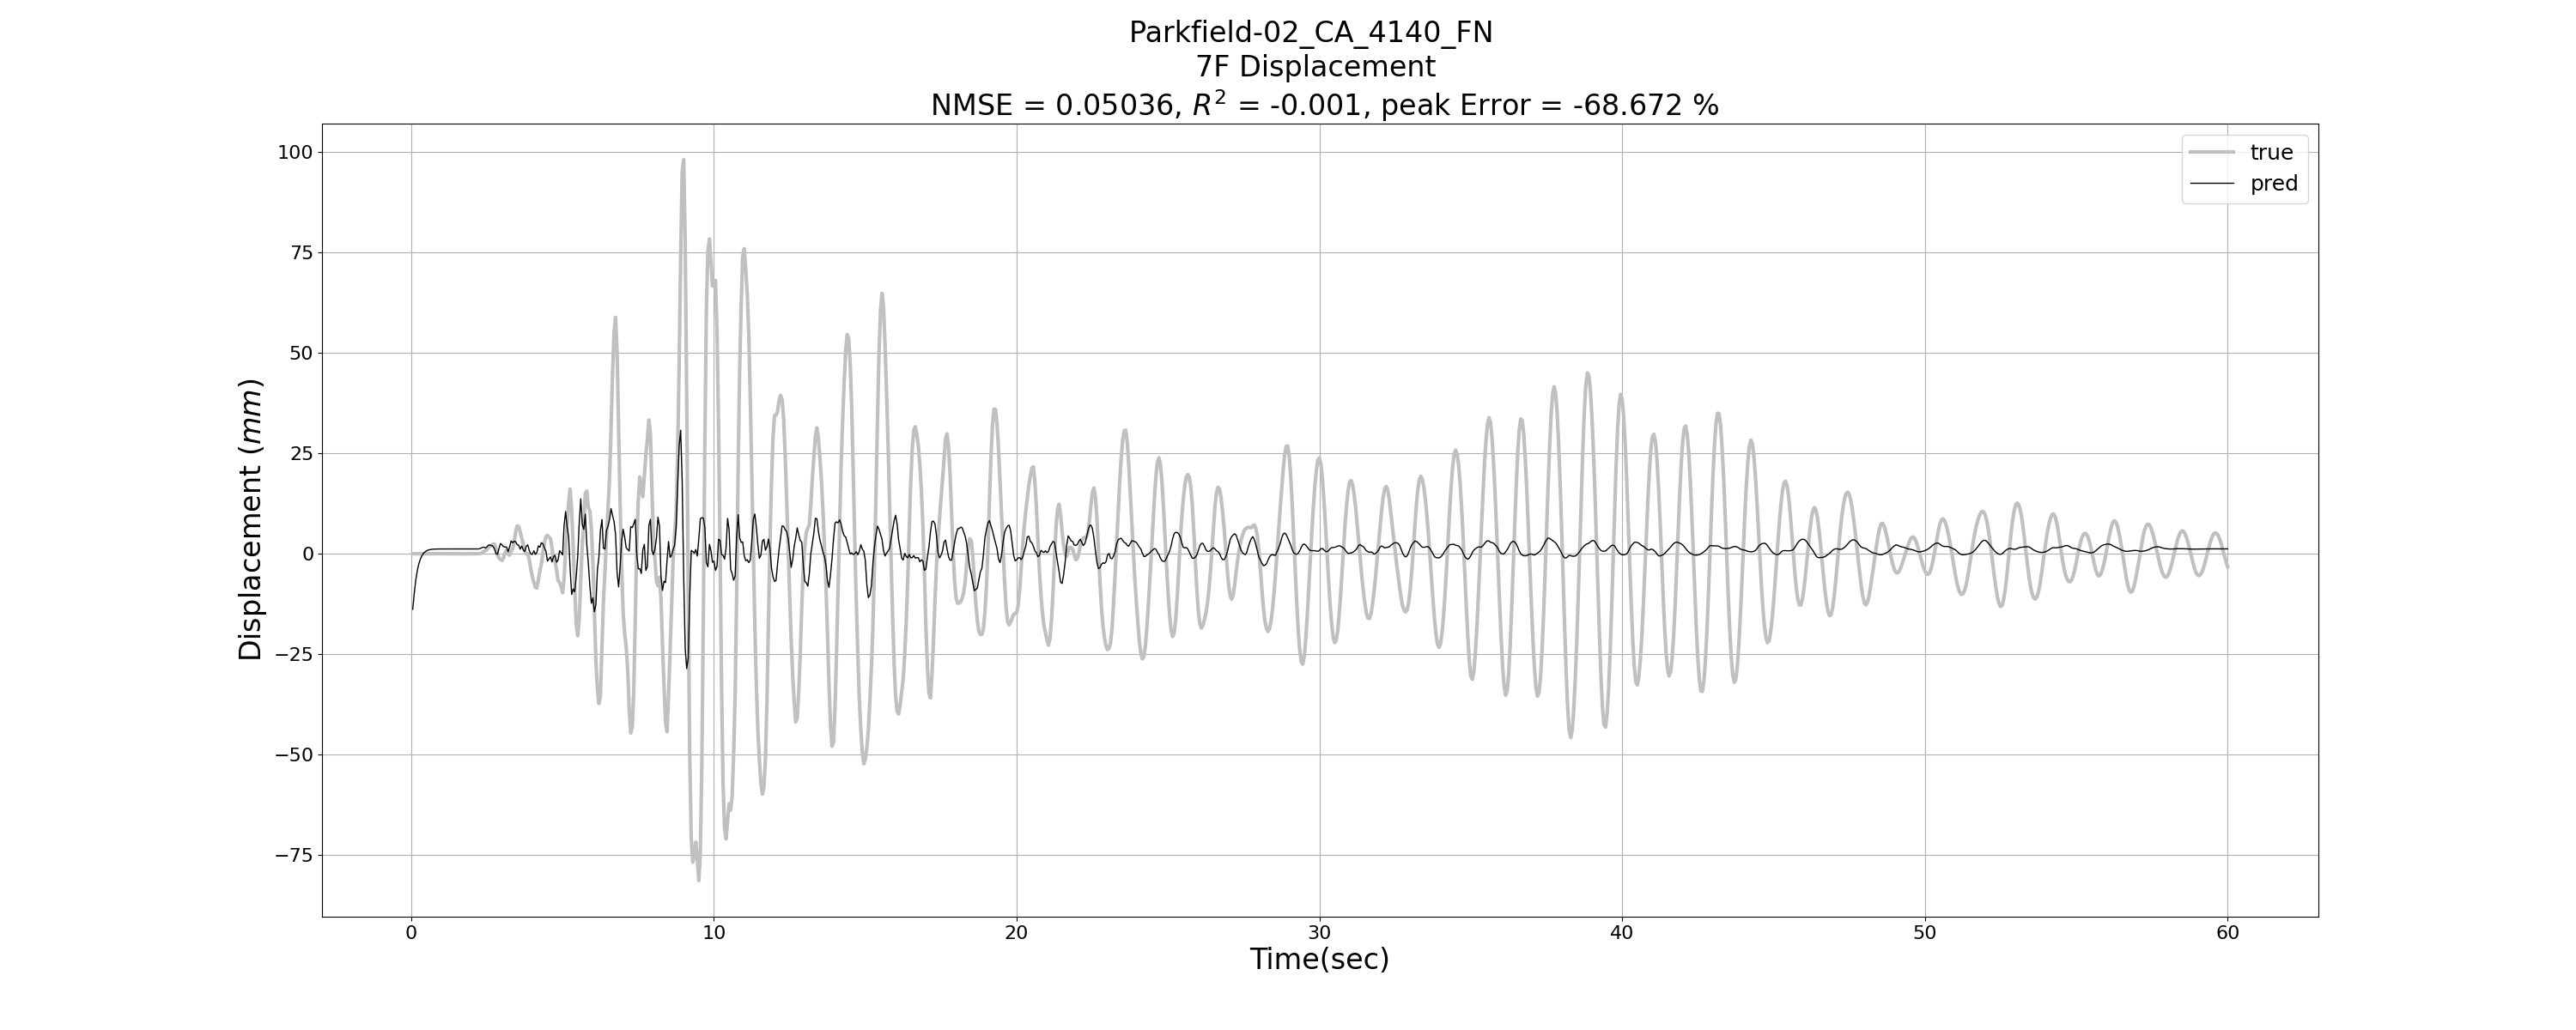 Parkfield-02_CA_4140_FN
7F Displacement
NMSE = 0.05036, R² = -0.001, peak Error = -68.672 %
true
pred
100
75
50
25
0
−25
−50
−75
Displacement (mm)
0 10 20 30 40 50 60
Time(sec)